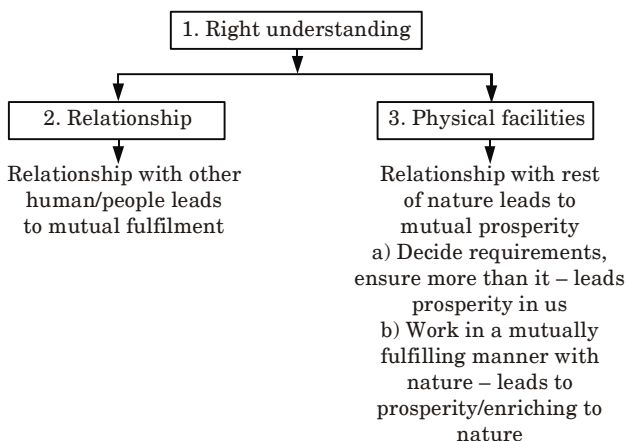 1. Right understanding
2. Relationship
Relationship with other
human/people leads
to mutual fulfilment
3. Physical facilities
Relationship with rest
of nature leads to
mutual prosperity
a) Decide requirements,
ensure more than it – leads
prosperity in us
b) Work in a mutually
fulfilling manner with
nature – leads to
prosperity/enriching to
nature